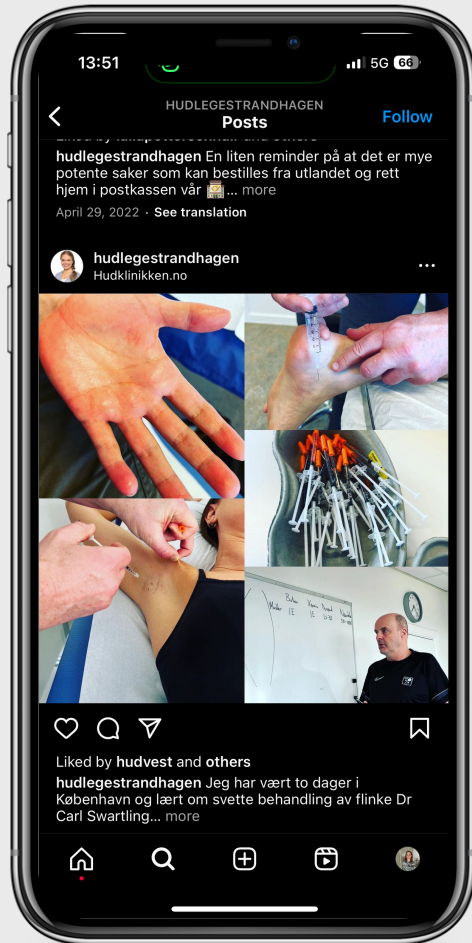 13:51
5G 66
HUDLEGESTRANDHAGEN
Posts
Follow
hudlegestrandhagen En liten reminder på at det er mye
potente saker som kan bestilles fra utlandet og rett
hjem i postkassen vår 🏤... more
April 29, 2022 · See translation
hudlegestrandhagen
Hudklinikken.no
Liked by hudvest and others
hudlegestrandhagen Jeg har vært to dager i
København og lært om svette behandling av flinke Dr
Carl Swartling... more